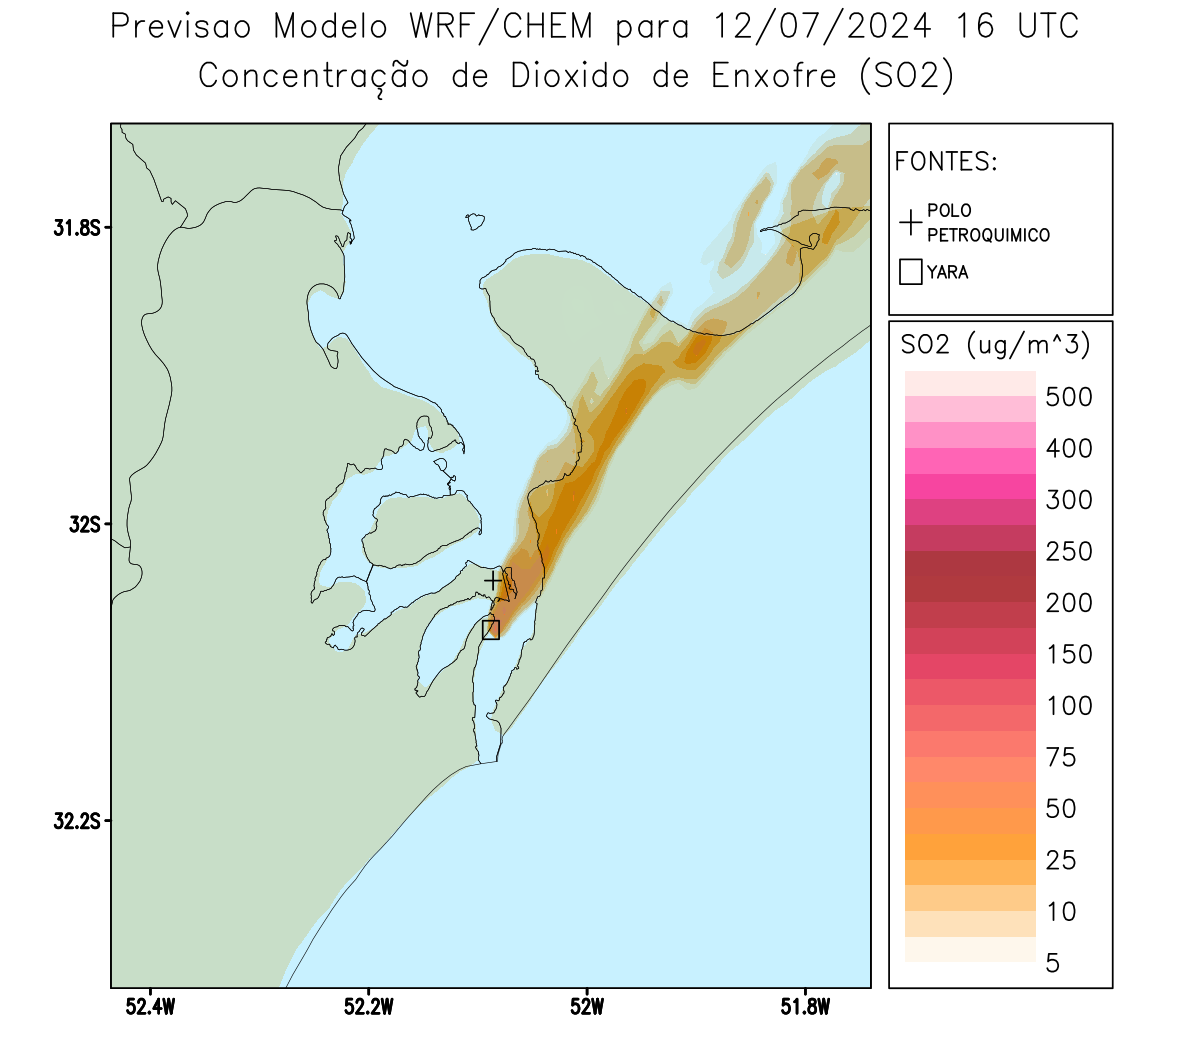 Previsao Modelo WRF/CHEM para 12/07/2024 16 UTC
Concentração de Dioxido de Enxofre (SO2)
FONTES:
POLO
PETROQUIMICO
YARA
31.8S
32S
32.2S
52.4W
52.2W
52W
51.8W
SO2 (ug/m^3)
500
400
300
250
200
150
100
75
50
25
10
5